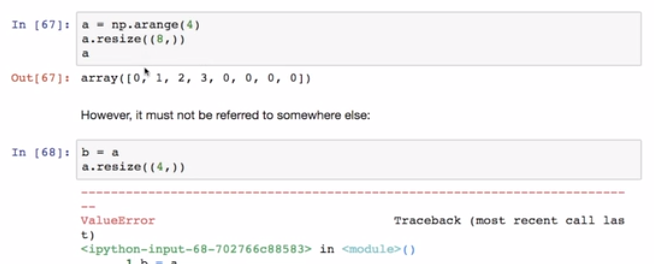 In [67]: a = np.arange(4)
a.resize((8,))
a
Out[67]: array([0, 1, 2, 3, 0, 0, 0, 0])
However, it must not be referred to somewhere else:
In [68]: b = a
a.resize((4,))
---------------------------------------------------------------------------
ValueError Traceback (most recent call las
t)
<ipython-input-68-702766c88583> in <module>()
1 b = a